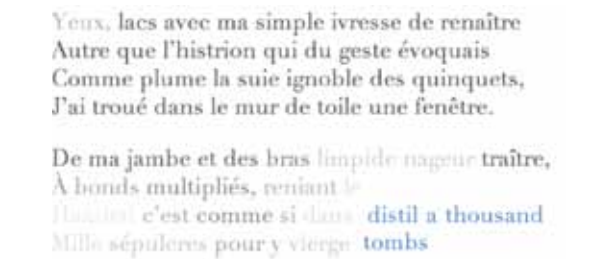 Yeux, lacs avec ma simple ivresse de renaître
Autre que l'histrion qui du geste évoquais
Comme plume la suie ignoble des quinquets,
J'ai troué dans le mur de toile une fenêtre.
De ma jambe et des bras limpide nageur traître,
À bonds multipliés, reniant le
Hamlet c'est comme si dans distil a thousand
Mille sépulcres pour y vierge tombs